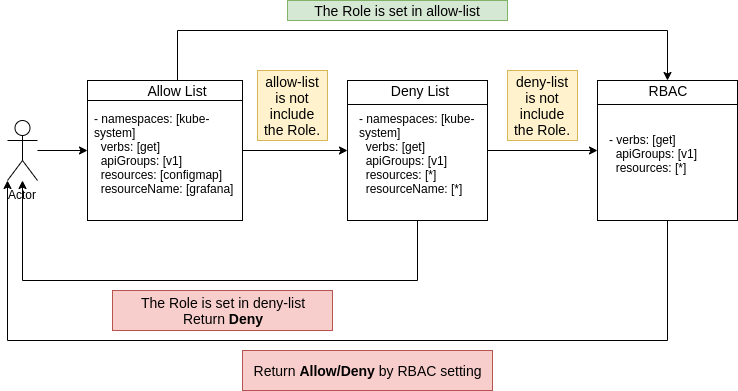 The Role is set in allow-list
Allow List
- namespaces: [kube-
system]
verbs: [get]
apiGroups: [v1]
resources: [configmap]
resourceName: [grafana]
allow-list
is not
include
the Role.
Deny List
- namespaces: [kube-
system]
verbs: [get]
apiGroups: [v1]
resources: [*]
resourceName: [*]
deny-list
is not
include
the Role.
RBAC
- verbs: [get]
apiGroups: [v1]
resources: [*]
Actor
The Role is set in deny-list
Return Deny
Return Allow/Deny by RBAC setting